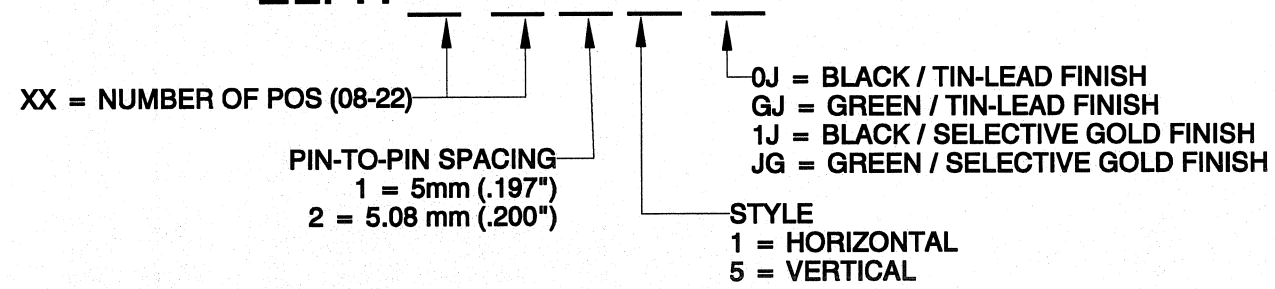 XX = NUMBER OF POS (08-22)
PIN-TO-PIN SPACING
1 = 5mm (.197")
2 = 5.08 mm (.200")
0J = BLACK / TIN-LEAD FINISH
GJ = GREEN / TIN-LEAD FINISH
1J = BLACK / SELECTIVE GOLD FINISH
JG = GREEN / SELECTIVE GOLD FINISH
STYLE
1 = HORIZONTAL
5 = VERTICAL